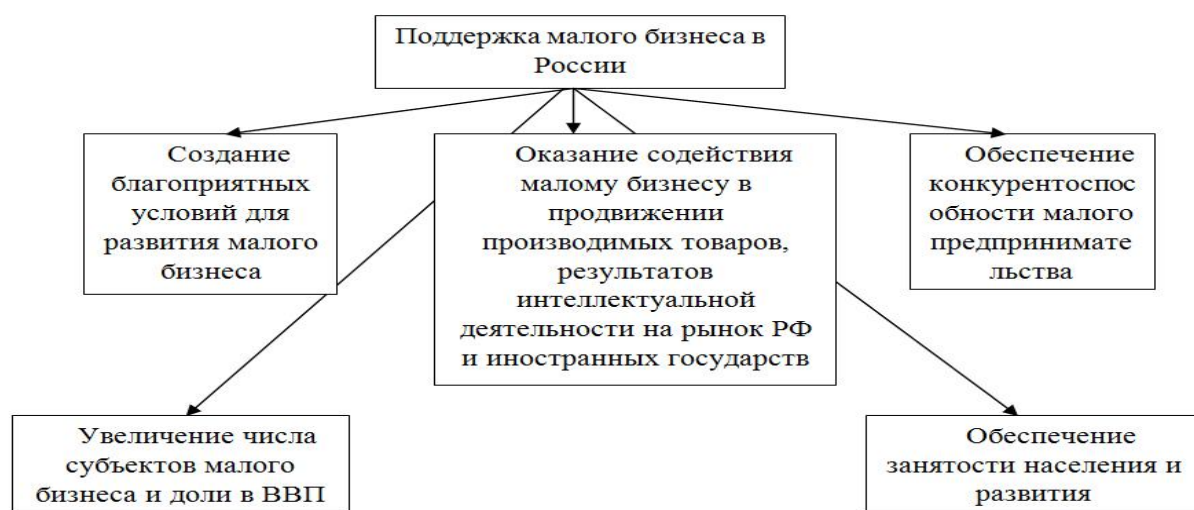 Поддержка малого бизнеса в
России
Создание
благоприятных
условий для
развития малого
бизнеса
Оказание содействия
малому бизнесу в
продвижении
производимых товаров,
результатов
интеллектуальной
деятельности на рынок РФ
и иностранных государств
Обеспечение
конкурентоспос
обности малого
предпринимате
льства
Увеличение числа
субъектов малого
бизнеса и доли в ВВП
Обеспечение
занятости населения и
развития